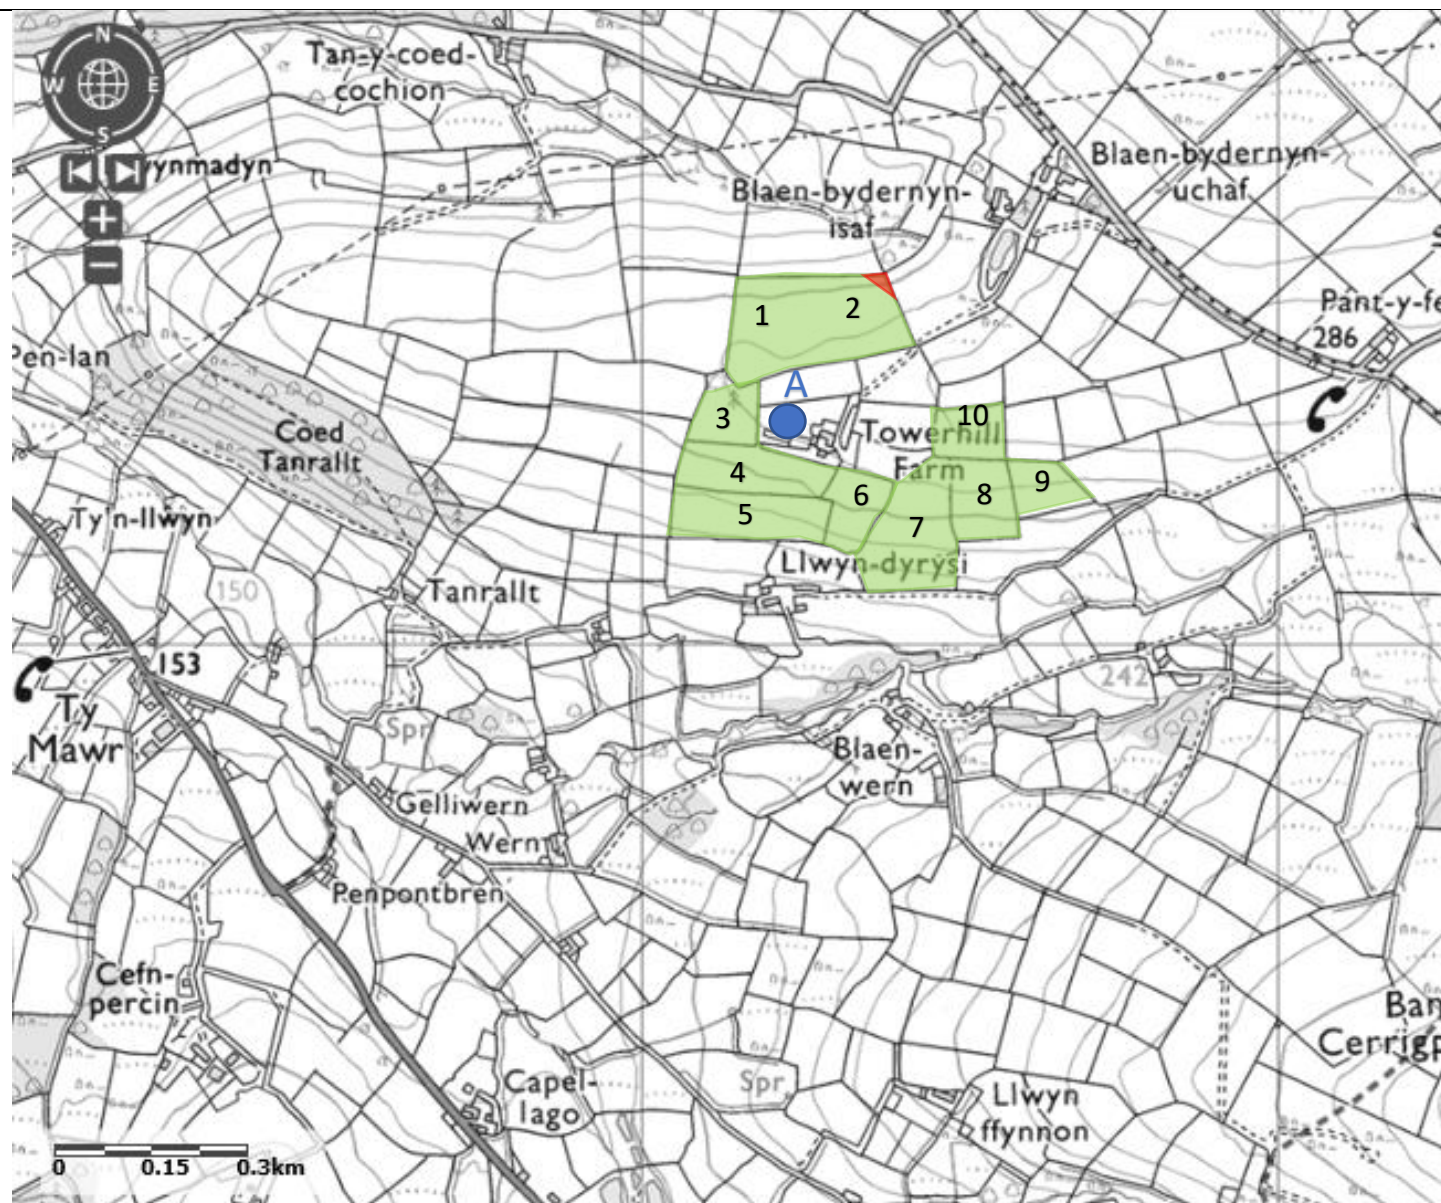 N
W
E
S
Tan-y-coed-
cochion
wynmadyn
Blaen-bydernyn-
uchaf
Blaen-bydernyn-
isaf
1
2
Pant-y-fe
286
Pen-lan
A
3
10
Coed
Tanrallt
Towerhill
Farm
4
6
8
9
5
7
Ty'n-llwyn
Llwyn-dyrysi
150
Tanrallt
153
242
Ty
Mawr
Spr
Blaen-
wern
Gelliwern
Wern
Penpontbren
Cefn-
percin
Ban
Cerrigp
Capel-
Iago
Spr
Llwyn
ffynnon
0
0.15
0.3km